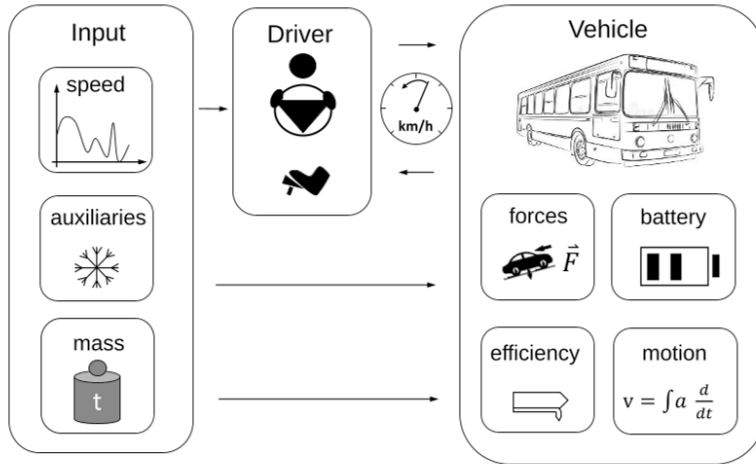 Input
speed
auxiliaries
mass
t
Driver
km/h
Vehicle
forces
F⃗
battery
efficiency
motion
v = ∫a d/dt